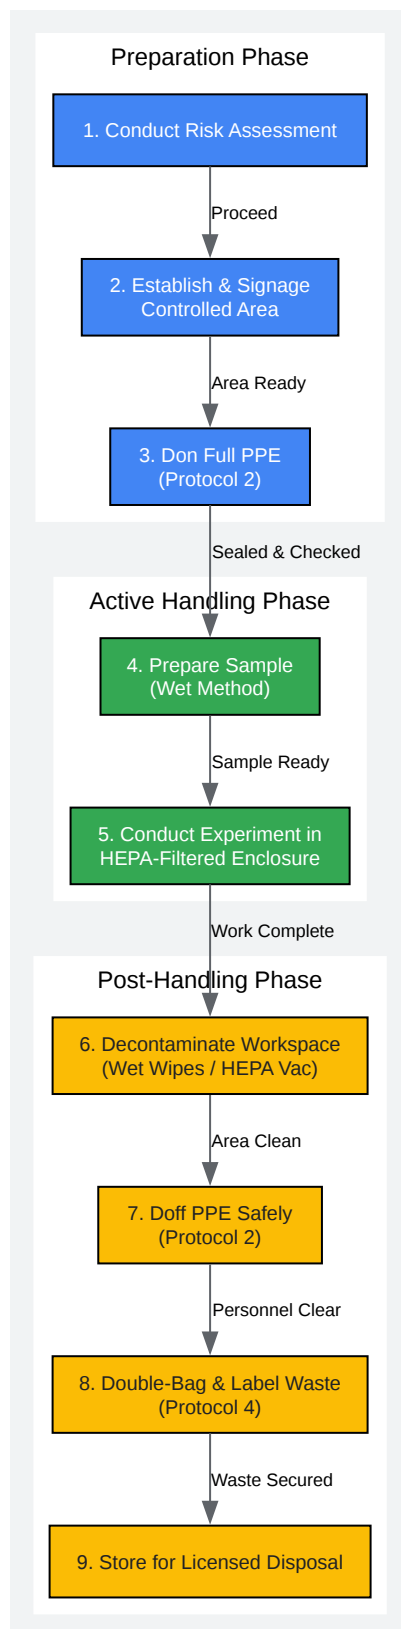 Preparation Phase
1. Conduct Risk Assessment
Proceed
2. Establish & Signage
Controlled Area
Area Ready
3. Don Full PPE
(Protocol 2)
Sealed & Checked
Active Handling Phase
4. Prepare Sample
(Wet Method)
Sample Ready
5. Conduct Experiment in
HEPA-Filtered Enclosure
Work Complete
Post-Handling Phase
6. Decontaminate Workspace
(Wet Wipes / HEPA Vac)
Area Clean
7. Doff PPE Safely
(Protocol 2)
Personnel Clear
8. Double-Bag & Label Waste
(Protocol 4)
Waste Secured
9. Store for Licensed Disposal